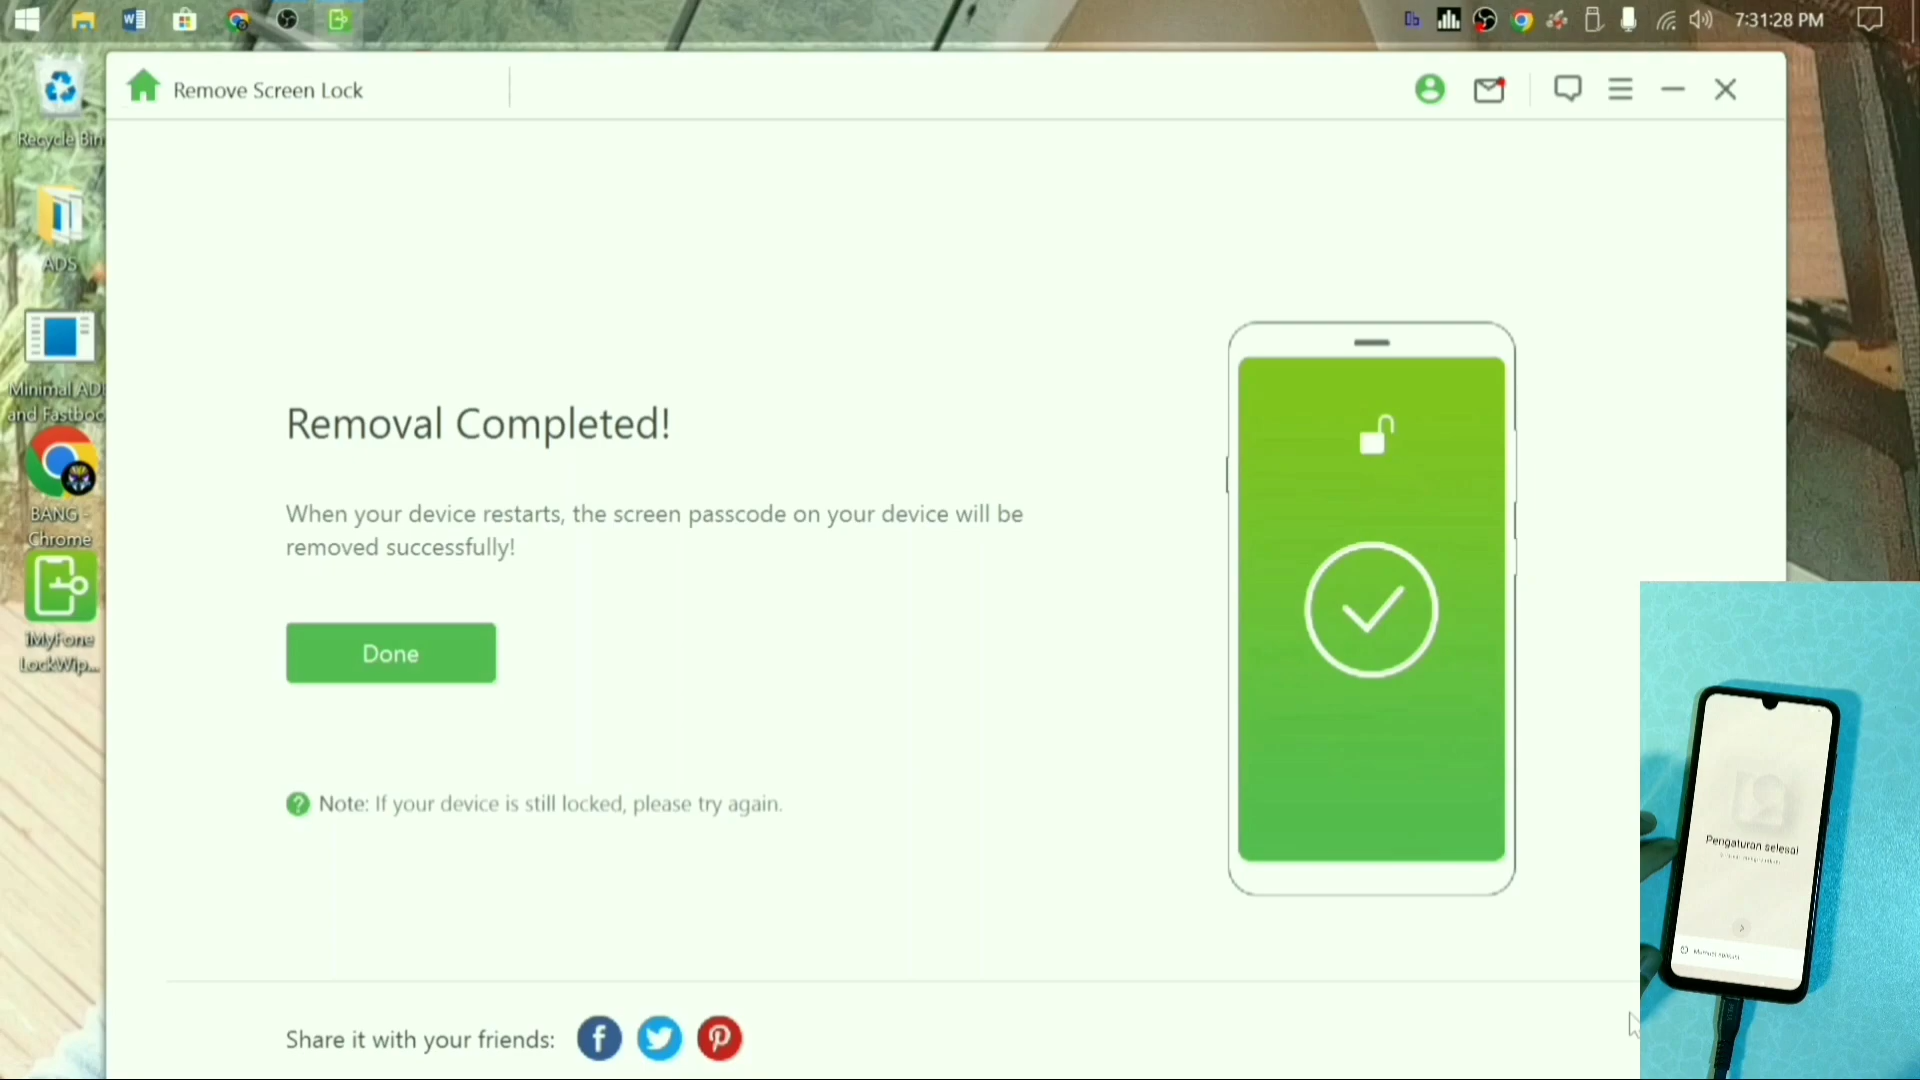 7:31:28 PM
Remove Screen Lock
Recycle Bin
ADS
Minimal ADB
and Fastboo
BANG -
Chrome
iMyFone
LockWip...
Removal Completed!
When your device restarts, the screen passcode on your device will be
removed successfully!
Done
Note: If your device is still locked, please try again.
Share it with your friends:
Pengaturan selesai